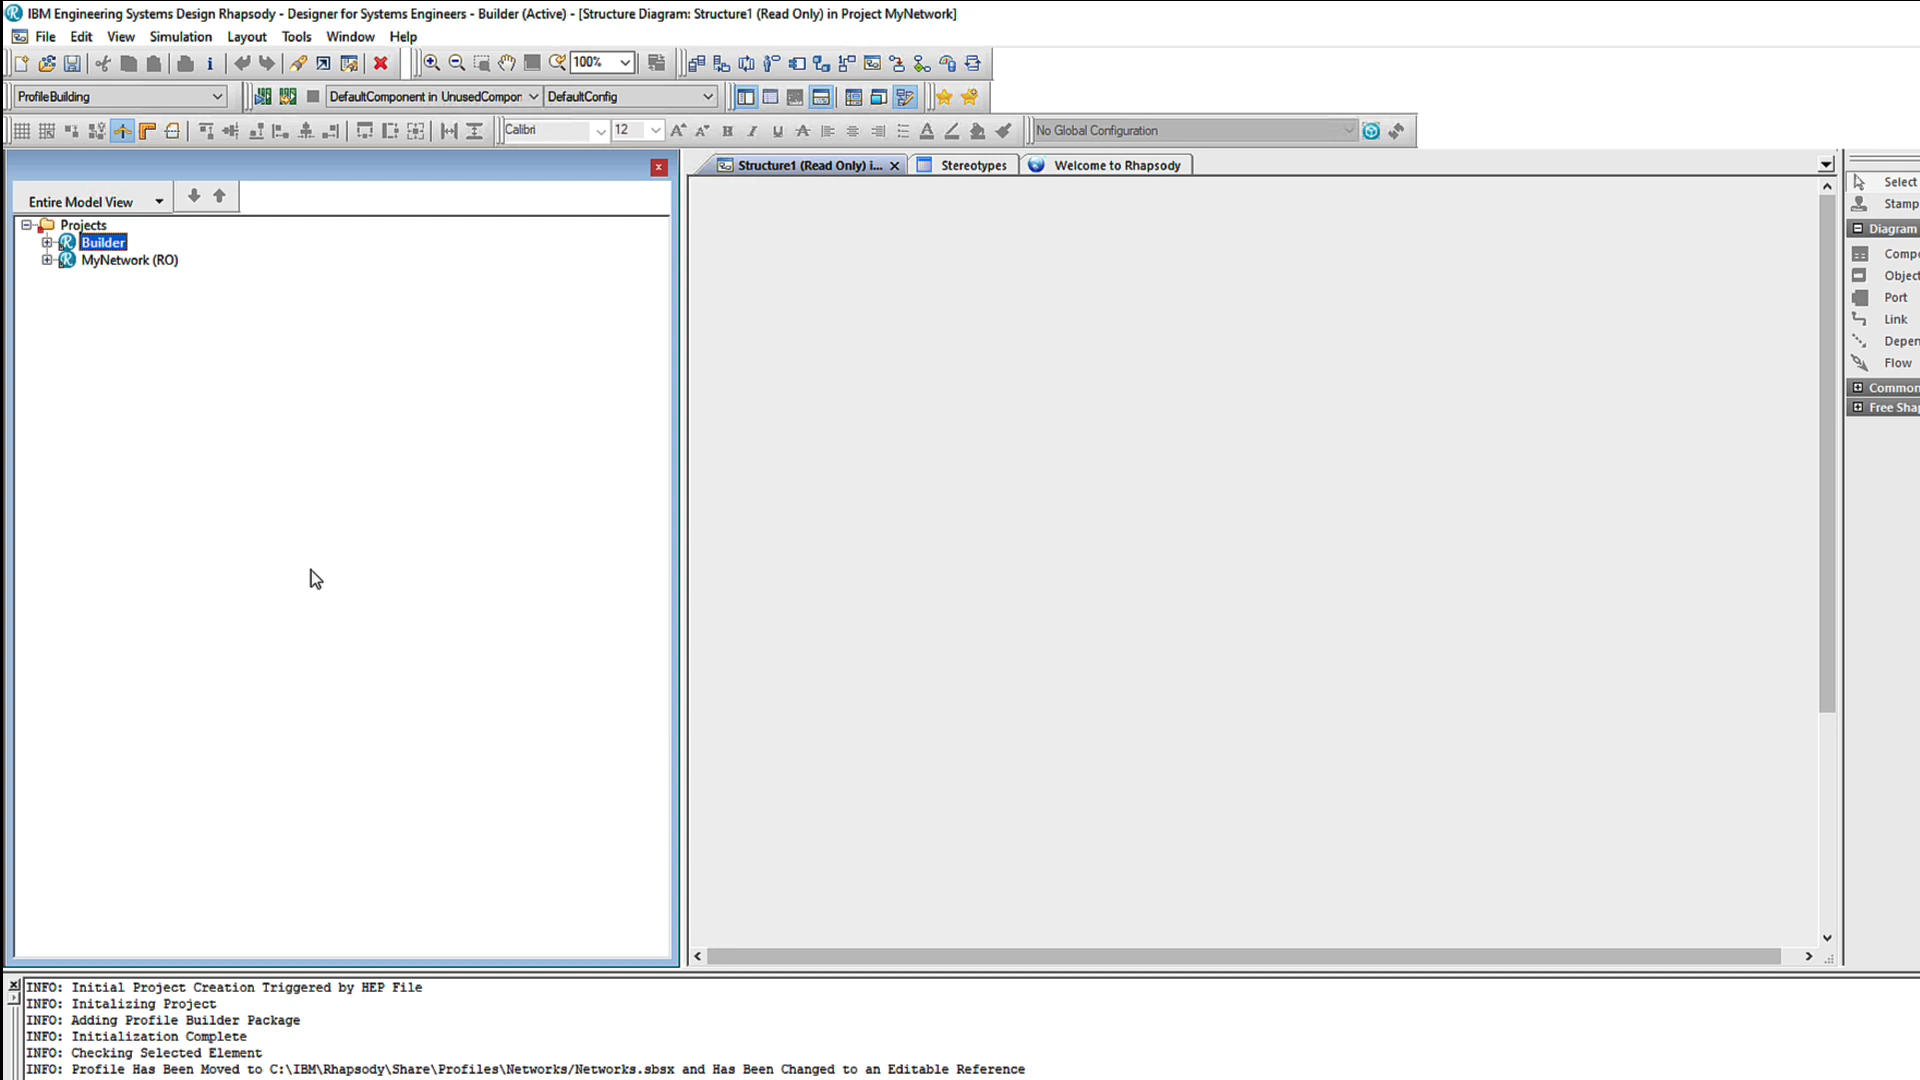 IBM Engineering Systems Design Rhapsody - Designer for Systems Engineers - Builder (Active) - [Structure Diagram: Structure1 (Read Only) in Project MyNetwork]
File Edit View Simulation Layout Tools Window Help
100%
ProfileBuilding DefaultComponent in UnusedCompor DefaultConfig
Calibri 12 No Global Configuration
Structure1 (Read Only) i... Stereotypes Welcome to Rhapsody
Entire Model View
Projects
Builder
MyNetwork (RO)
Select
Stamp
Diagram
Compo
Object
Port
Link
Depen
Flow
Common
Free Shap
INFO: Initial Project Creation Triggered by HEP File
INFO: Initalizing Project
INFO: Adding Profile Builder Package
INFO: Initialization Complete
INFO: Checking Selected Element
INFO: Profile Has Been Moved to C:\IBM\Rhapsody\Share\Profiles\Networks/Networks.sbsx and Has Been Changed to an Editable Reference